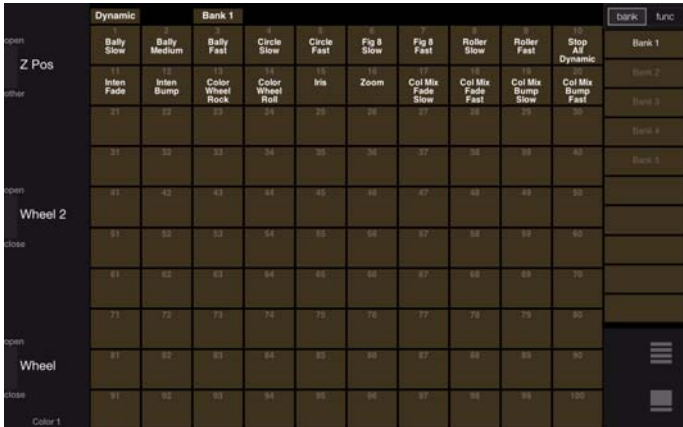 Dynamic Bank 1 bank func
1 2 3 4 5 6 7 8 9 10
Bally Slow
Bally Medium
Bally Fast
Circle Slow
Circle Fast
Fig 8 Slow
Fig 8 Fast
Roller Slow
Roller Fast
Stop All Dynamic
Bank 1
open
Z Pos
other
11 12 13 14 15 16 17 18 19 20
Inten Fade
Inten Bump
Color Wheel Rock
Color Wheel Roll
Iris
Zoom
Col Mix Fade Slow
Col Mix Fade Fast
Col Mix Bump Slow
Col Mix Bump Fast
Bank 2
Bank 3
Bank 4
Bank 5
21 22 23 24 25 26 27 28 29 30
31 32 33 34 35 36 37 38 39 40
open
Wheel 2
close
41 42 43 44 45 46 47 48 49 50
51 52 53 54 55 56 57 58 59 60
61 62 63 64 65 66 67 68 69 70
71 72 73 74 75 76 77 78 79 80
open
Wheel
close
81 82 83 84 85 86 87 88 89 90
91 92 93 94 95 96 97 98 99 100
Color 1